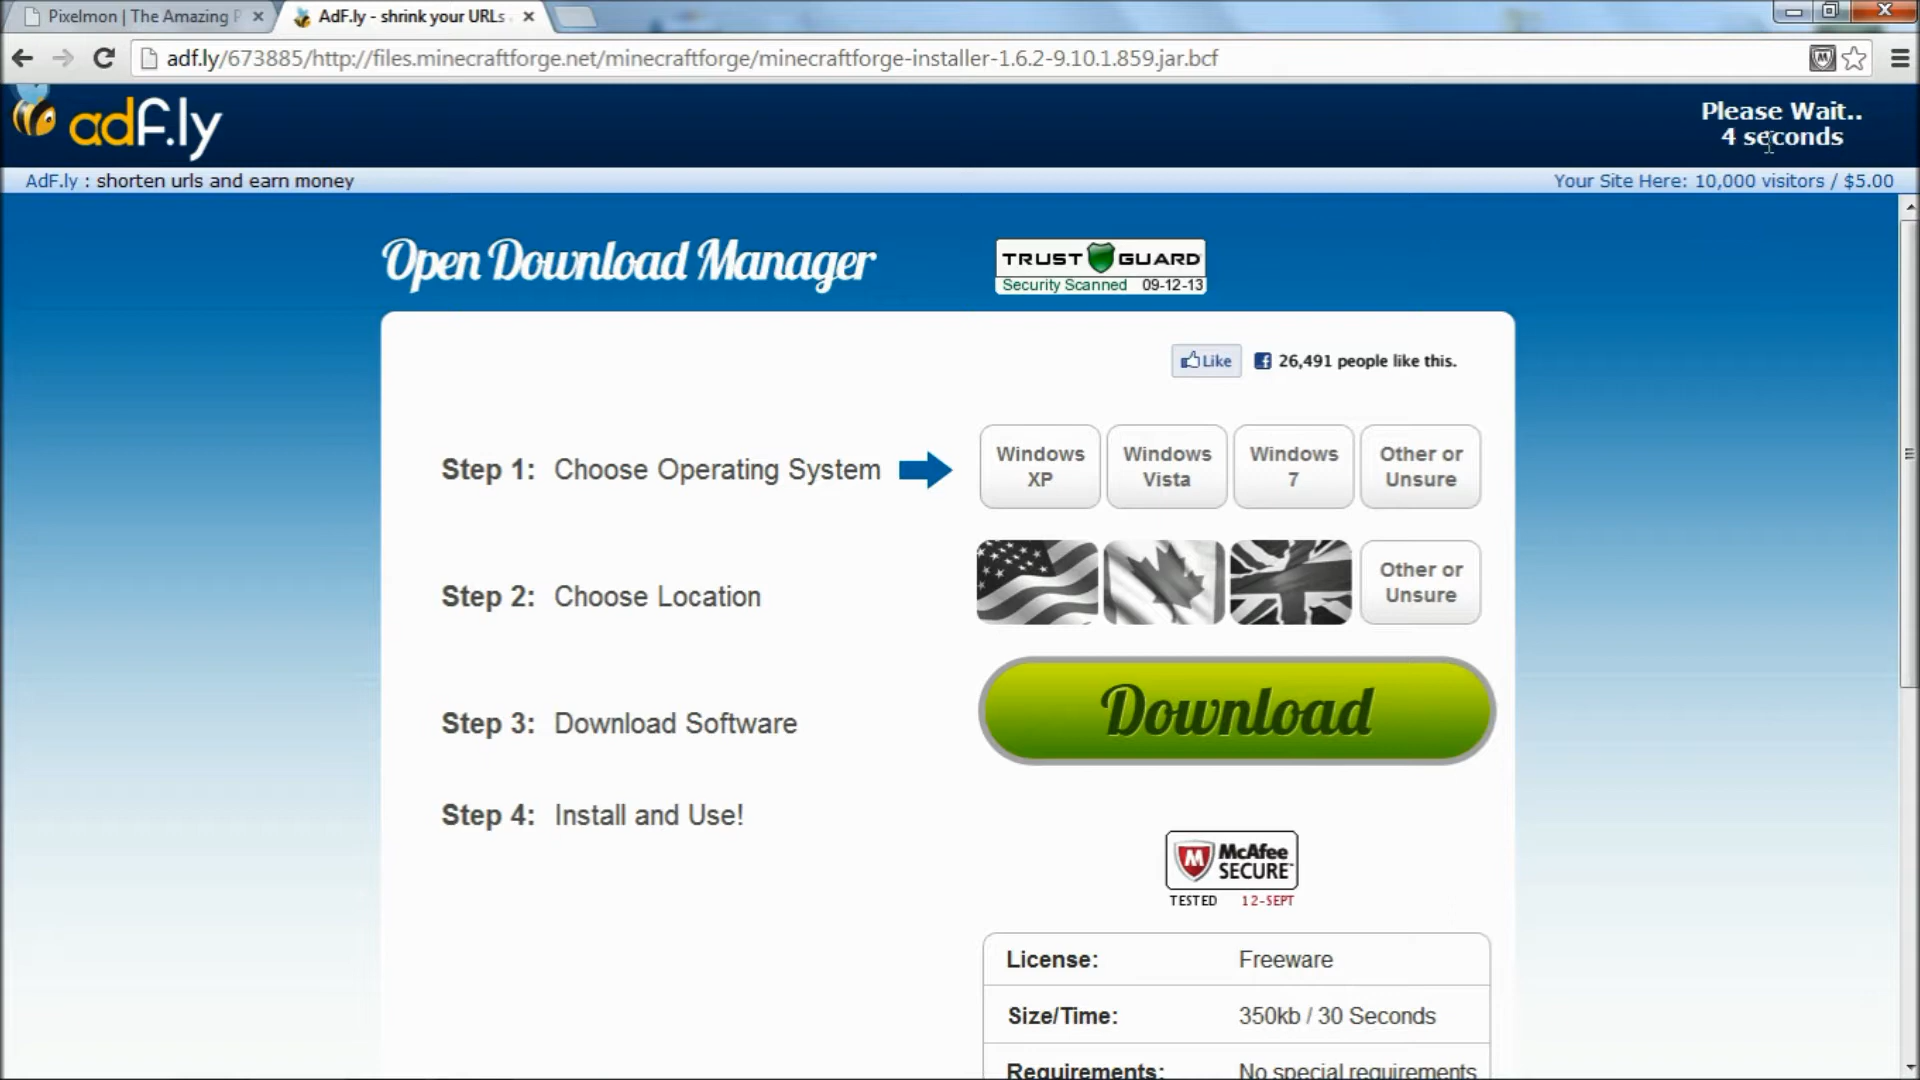 Pixelmon | The Amazing P
AdF.ly - shrink your URLs
adf.ly/673885/http://files.minecraftforge.net/minecraftforge/minecraftforge-installer-1.6.2-9.10.1.859.jar.bcf
adf.ly
Please Wait..
4 seconds
AdF.ly : shorten urls and earn money
Your Site Here: 10,000 visitors / $5.00
Open Download Manager
TRUST GUARD
Security Scanned 09-12-13
Like
26,491 people like this.
Step 1: Choose Operating System
Windows XP
Windows Vista
Windows 7
Other or Unsure
Step 2: Choose Location
Other or Unsure
Step 3: Download Software
Download
Step 4: Install and Use!
McAfee
SECURE
TESTED 12-SEPT
License: Freeware
Size/Time: 350kb / 30 Seconds
Requirements: No special requirements